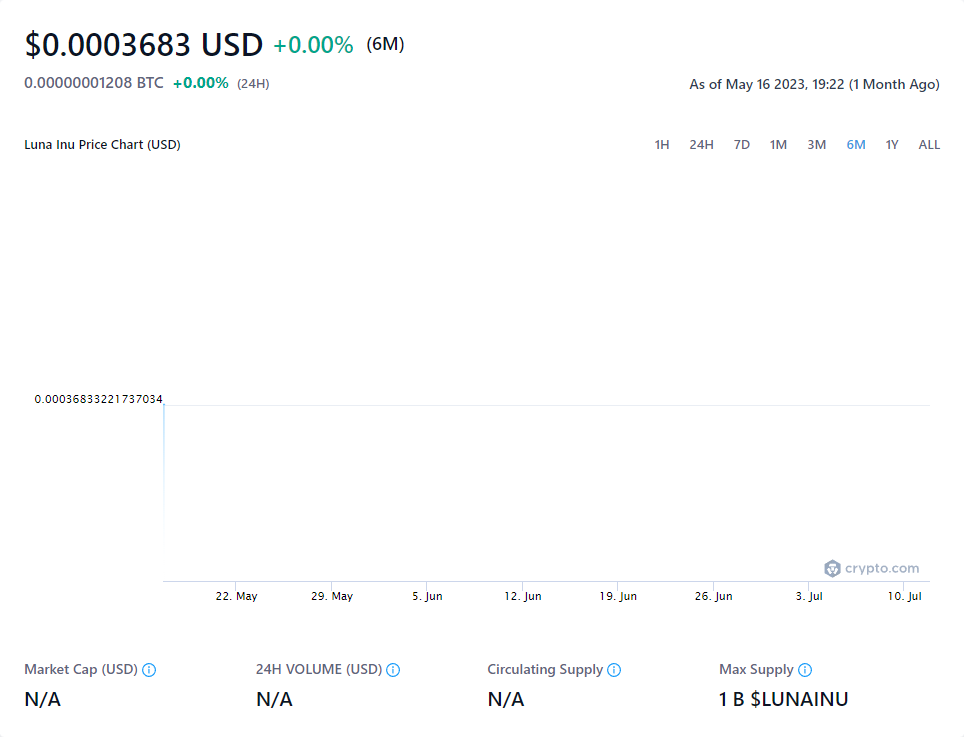 $0.0003683 USD +0.00% (6M)
0.00000001208 BTC +0.00% (24H)
As of May 16 2023, 19:22 (1 Month Ago)
Luna Inu Price Chart (USD)
1H 24H 7D 1M 3M 6M 1Y ALL
0.00036833221737034
crypto.com
22. May 29. May 5. Jun 12. Jun 19. Jun 26. Jun 3. Jul 10. Jul
Market Cap (USD) 24H VOLUME (USD) Circulating Supply Max Supply
N/A N/A N/A 1 B $LUNAINU